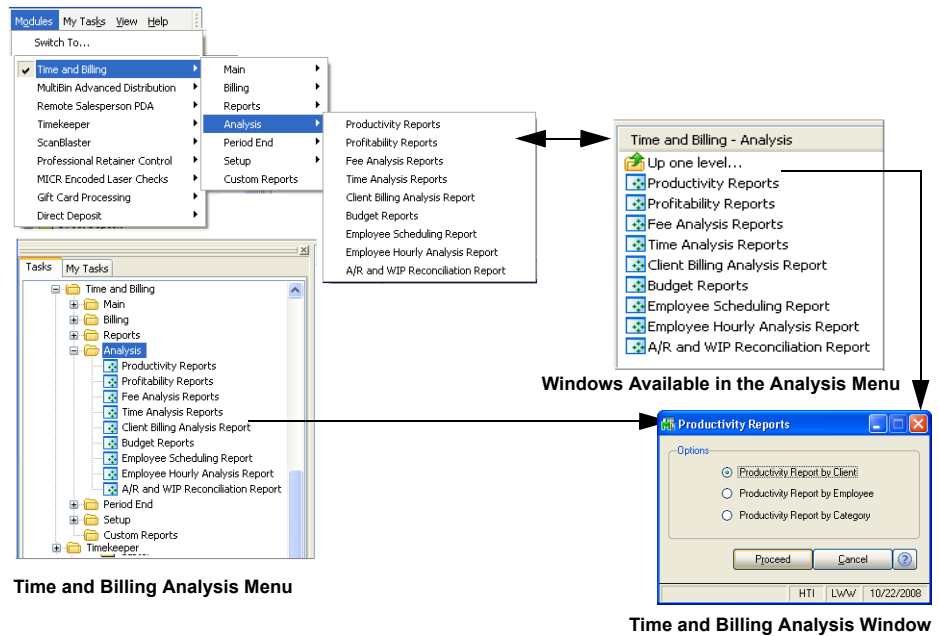 Modules My Tasks View Help
Switch To...
Time and Billing
MultiBin Advanced Distribution
Remote Salesperson PDA
Timekeeper
ScanBlaster
Professional Retainer Control
MICR Encoded Laser Checks
Gift Card Processing
Direct Deposit
Main
Billing
Reports
Analysis
Period End
Setup
Custom Reports
Productivity Reports
Profitability Reports
Fee Analysis Reports
Time Analysis Reports
Client Billing Analysis Report
Budget Reports
Employee Scheduling Report
Employee Hourly Analysis Report
A/R and WIP Reconciliation Report
Time and Billing - Analysis
Up one level...
Productivity Reports
Profitability Reports
Fee Analysis Reports
Time Analysis Reports
Client Billing Analysis Report
Budget Reports
Employee Scheduling Report
Employee Hourly Analysis Report
A/R and WIP Reconciliation Report
Windows Available in the Analysis Menu
Tasks My Tasks
Time and Billing
Main
Billing
Reports
Analysis
Productivity Reports
Profitability Reports
Fee Analysis Reports
Time Analysis Reports
Client Billing Analysis Report
Budget Reports
Employee Scheduling Report
Employee Hourly Analysis Report
A/R and WIP Reconciliation Report
Period End
Setup
Custom Reports
Timekeeper
Time and Billing Analysis Menu
Productivity Reports
Options
Productivity Report by Client
Productivity Report by Employee
Productivity Report by Category
Proceed Cancel ?
HTI LWW 10/22/2008
Time and Billing Analysis Window